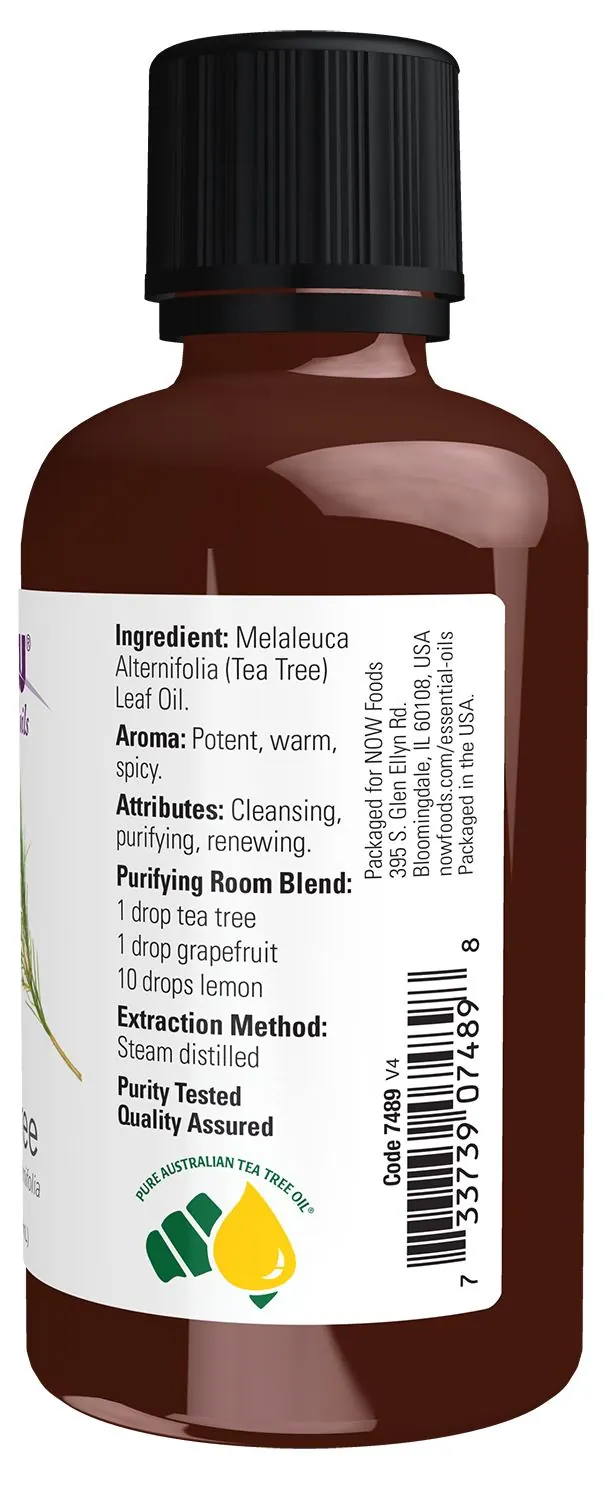 ®
Ingredient: Melaleuca
Alternifolia (Tea Tree)
Leaf Oil.
Aroma: Potent, warm,
spicy.
Attributes: Cleansing,
purifying, renewing.
Purifying Room Blend:
1 drop tea tree
1 drop grapefruit
10 drops lemon
Extraction Method:
Steam distilled
Purity Tested
Quality Assured
PURE AUSTRALIAN TEA TREE OIL®
Packaged for NOW Foods
395 S. Glen Ellyn Rd.
Bloomingdale, IL 60108, USA
nowfoods.com/essential-oils
Packaged in the USA.
Code 7489 V4
7 33739 07489 8